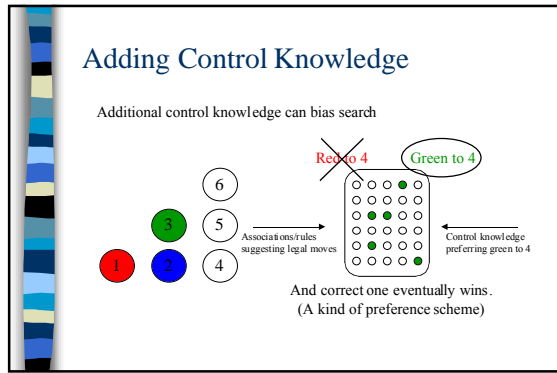 Adding Control Knowledge
Additional control knowledge can bias search
Red to 4
Green to 4
6
3
5
1
2
4
Associations/rules
suggesting legal moves
Control knowledge
preferring green to 4
And correct one eventually wins.
(A kind of preference scheme)